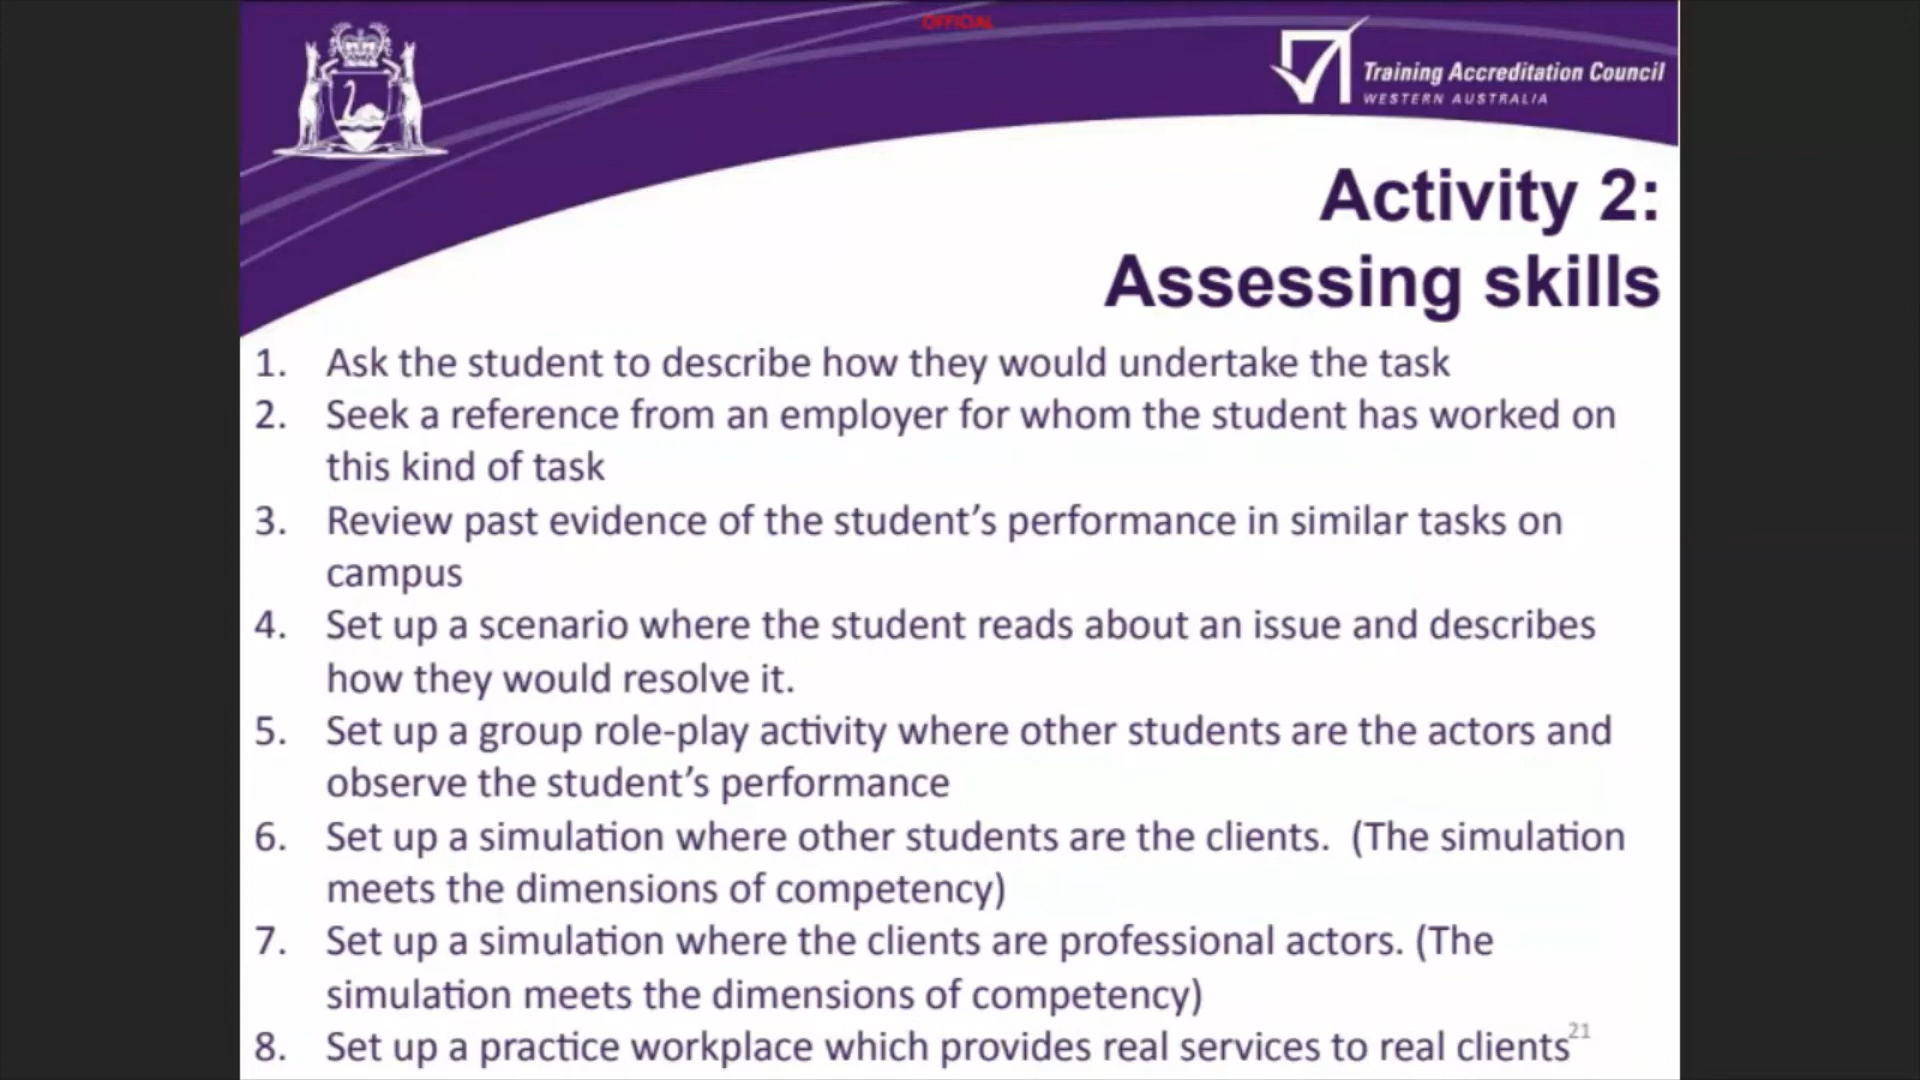 OFFICIAL
Training Accreditation Council
WESTERN AUSTRALIA
Activity 2:
Assessing skills
1. Ask the student to describe how they would undertake the task
2. Seek a reference from an employer for whom the student has worked on
this kind of task
3. Review past evidence of the student’s performance in similar tasks on
campus
4. Set up a scenario where the student reads about an issue and describes
how they would resolve it.
5. Set up a group role-play activity where other students are the actors and
observe the student’s performance
6. Set up a simulation where other students are the clients. (The simulation
meets the dimensions of competency)
7. Set up a simulation where the clients are professional actors. (The
simulation meets the dimensions of competency)
8. Set up a practice workplace which provides real services to real clients
21